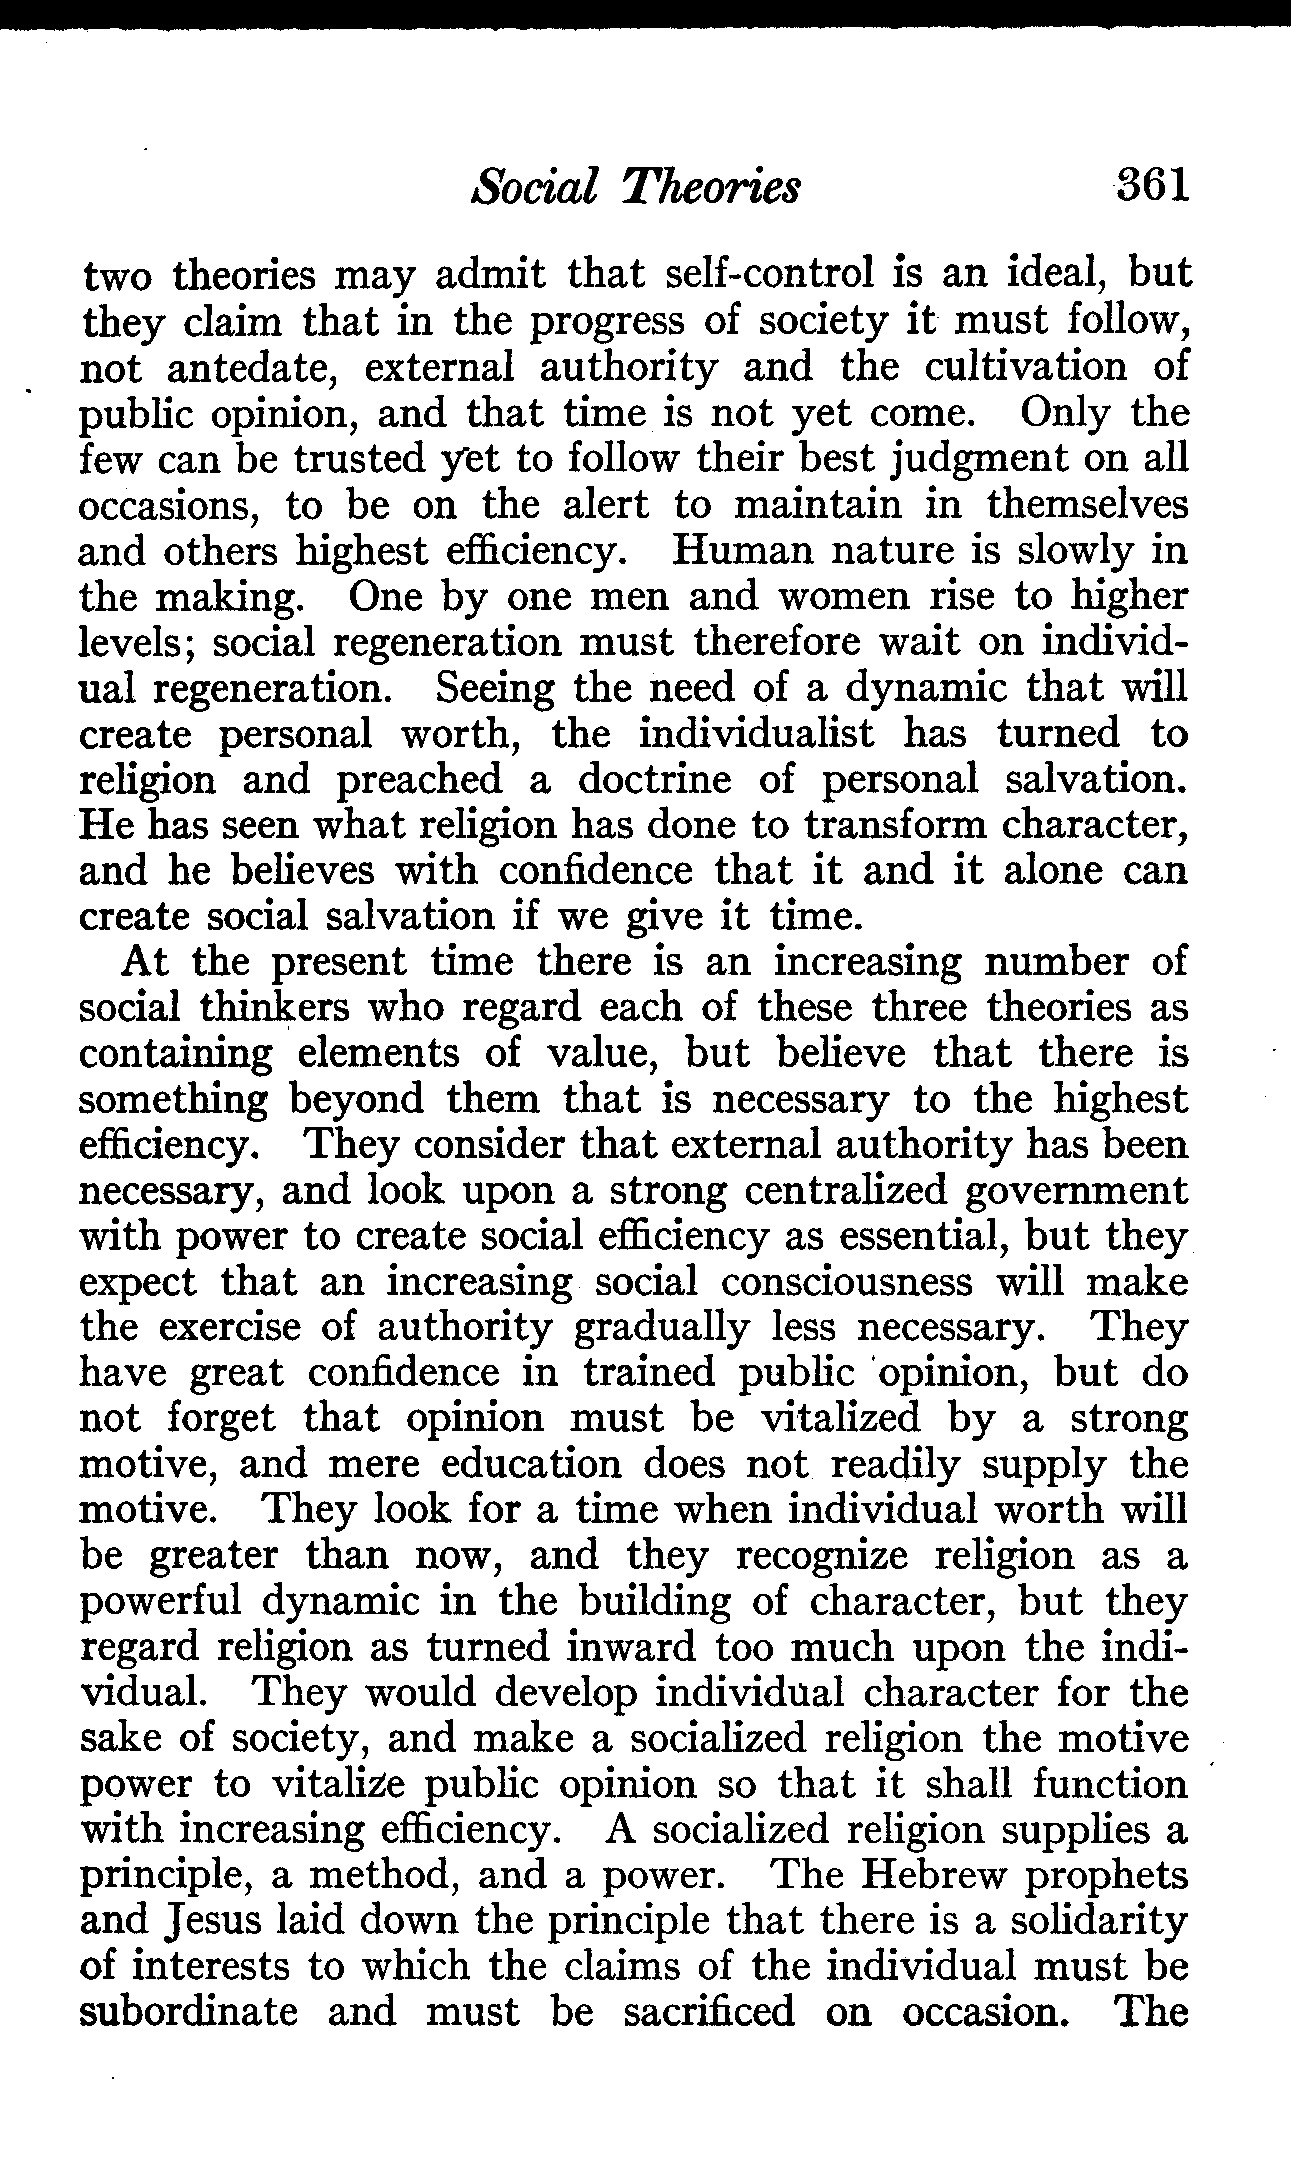 Social Theories 361
two theories may admit that self-control is an ideal, but
they claim that in the progress of society it must follow,
not antedate, external authority and the cultivation of
public opinion, and that time is not yet come. Only the
few can be trusted yet to follow their best judgment on all
occasions, to be on the alert to maintain in themselves
and others highest efficiency. Human nature is slowly in
the making. One by one men and women rise to higher
levels; social regeneration must therefore wait on individ-
ual regeneration. Seeing the need of a dynamic that will
create personal worth, the individualist has turned to
religion and preached a doctrine of personal salvation.
He has seen what religion has done to transform character,
and he believes with confidence that it and it alone can
create social salvation if we give it time.
At the present time there is an increasing number of
social thinkers who regard each of these three theories as
containing elements of value, but believe that there is
something beyond them that is necessary to the highest
efficiency. They consider that external authority has been
necessary, and look upon a strong centralized government
with power to create social efficiency as essential, but they
expect that an increasing social consciousness will make
the exercise of authority gradually less necessary. They
have great confidence in trained public opinion, but do
not forget that opinion must be vitalized by a strong
motive, and mere education does not readily supply the
motive. They look for a time when individual worth will
be greater than now, and they recognize religion as a
powerful dynamic in the building of character, but they
regard religion as turned inward too much upon the indi-
vidual. They would develop individual character for the
sake of society, and make a socialized religion the motive
power to vitalize public opinion so that it shall function
with increasing efficiency. A socialized religion supplies a
principle, a method, and a power. The Hebrew prophets
and Jesus laid down the principle that there is a solidarity
of interests to which the claims of the individual must be
subordinate and must be sacrificed on occasion. The